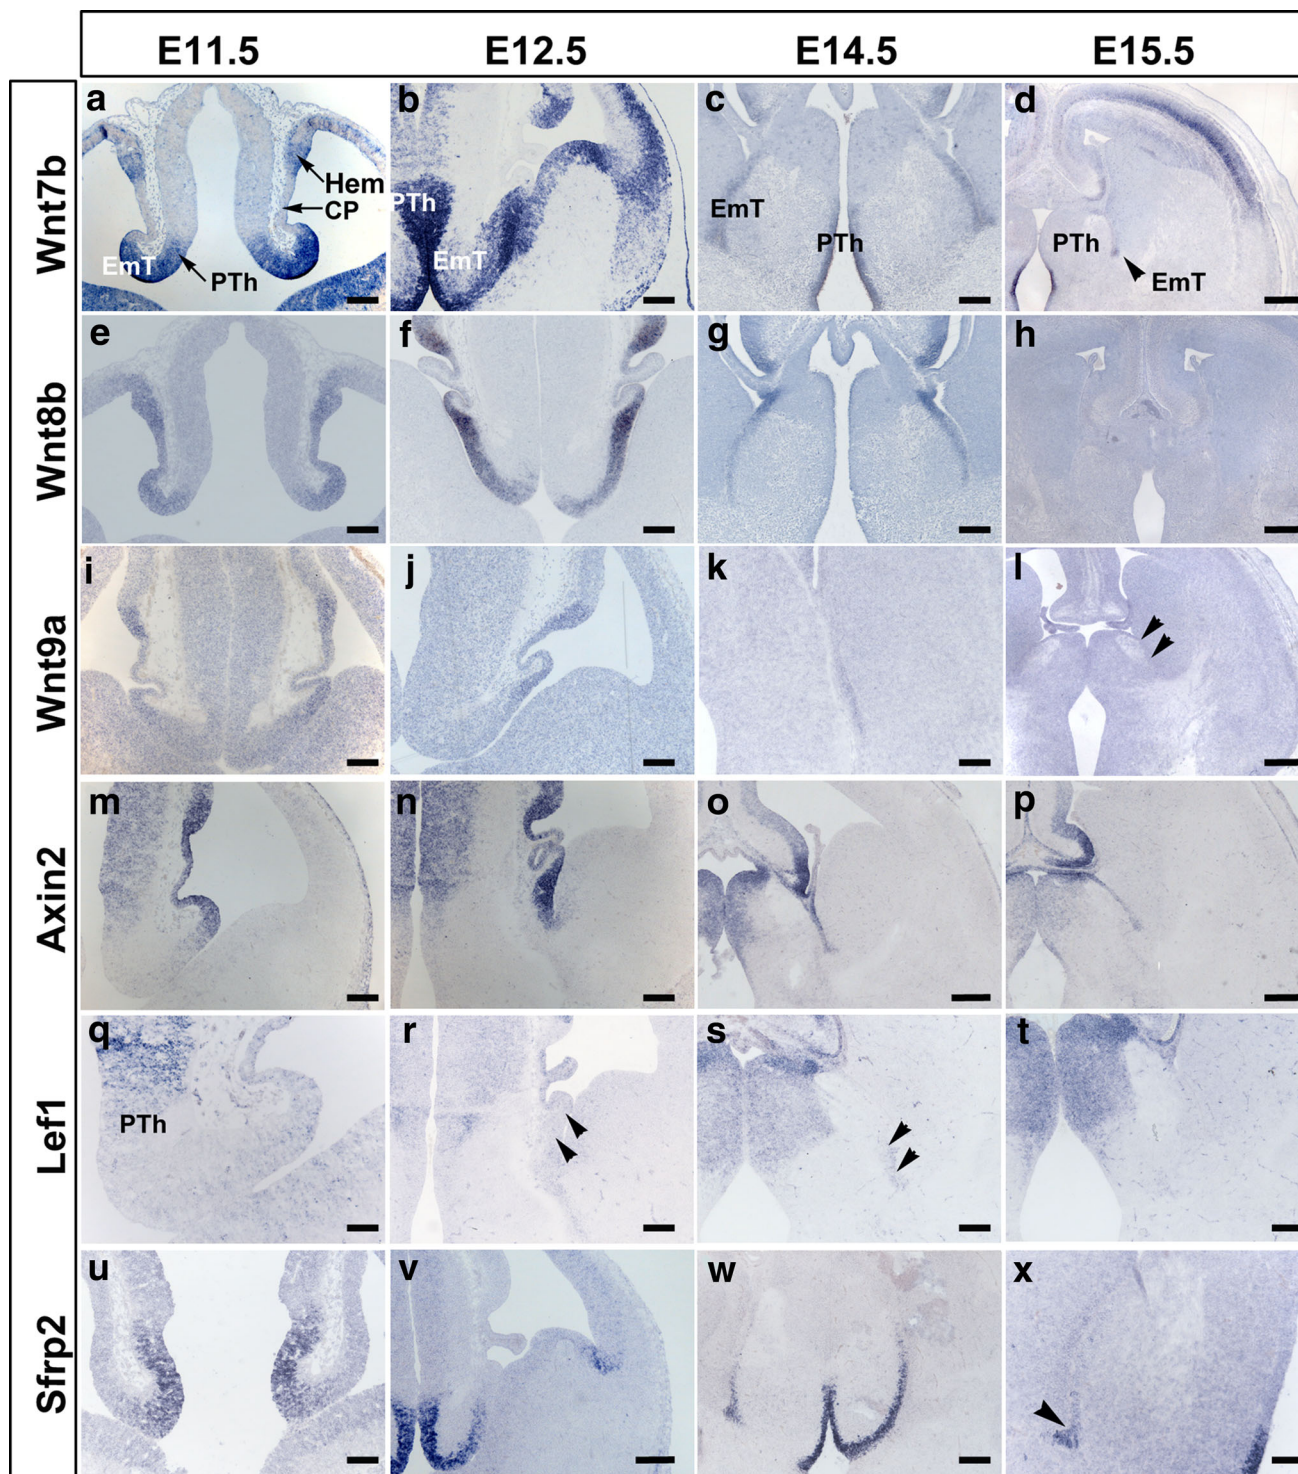 E11.5 E12.5 E14.5 E15.5
Wnt7b
a b c d
Hem
CP
EmT PTh
PTh
EmT
EmT
PTh
PTh
EmT
Wnt8b
e f g h
Wnt9a
i j k l
Axin2
m n o p
Lef1
q r s t
PTh
Sfrp2
u v w x